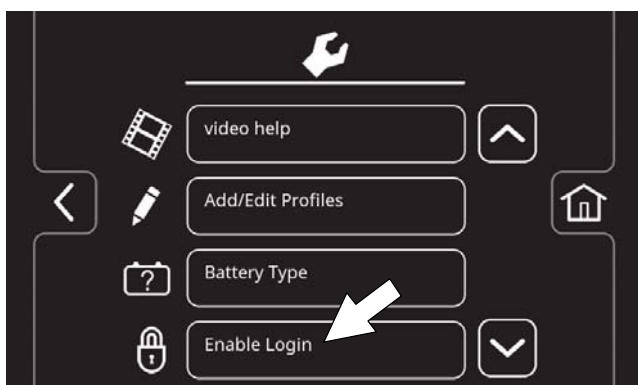 video help
Add/Edit Profiles
Battery Type
?
Enable Login